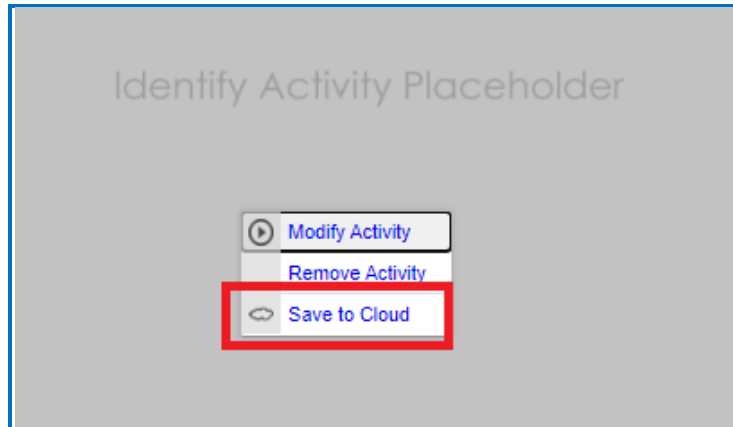 Identify Activity Placeholder
Modify Activity
Remove Activity
Save to Cloud